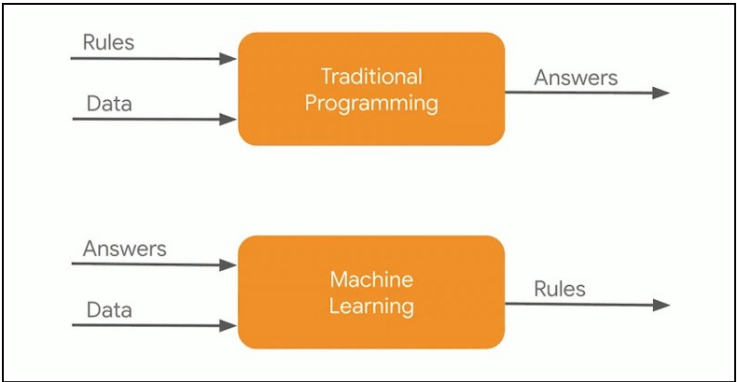 Rules
Data
Traditional
Programming
Answers
Answers
Data
Machine
Learning
Rules